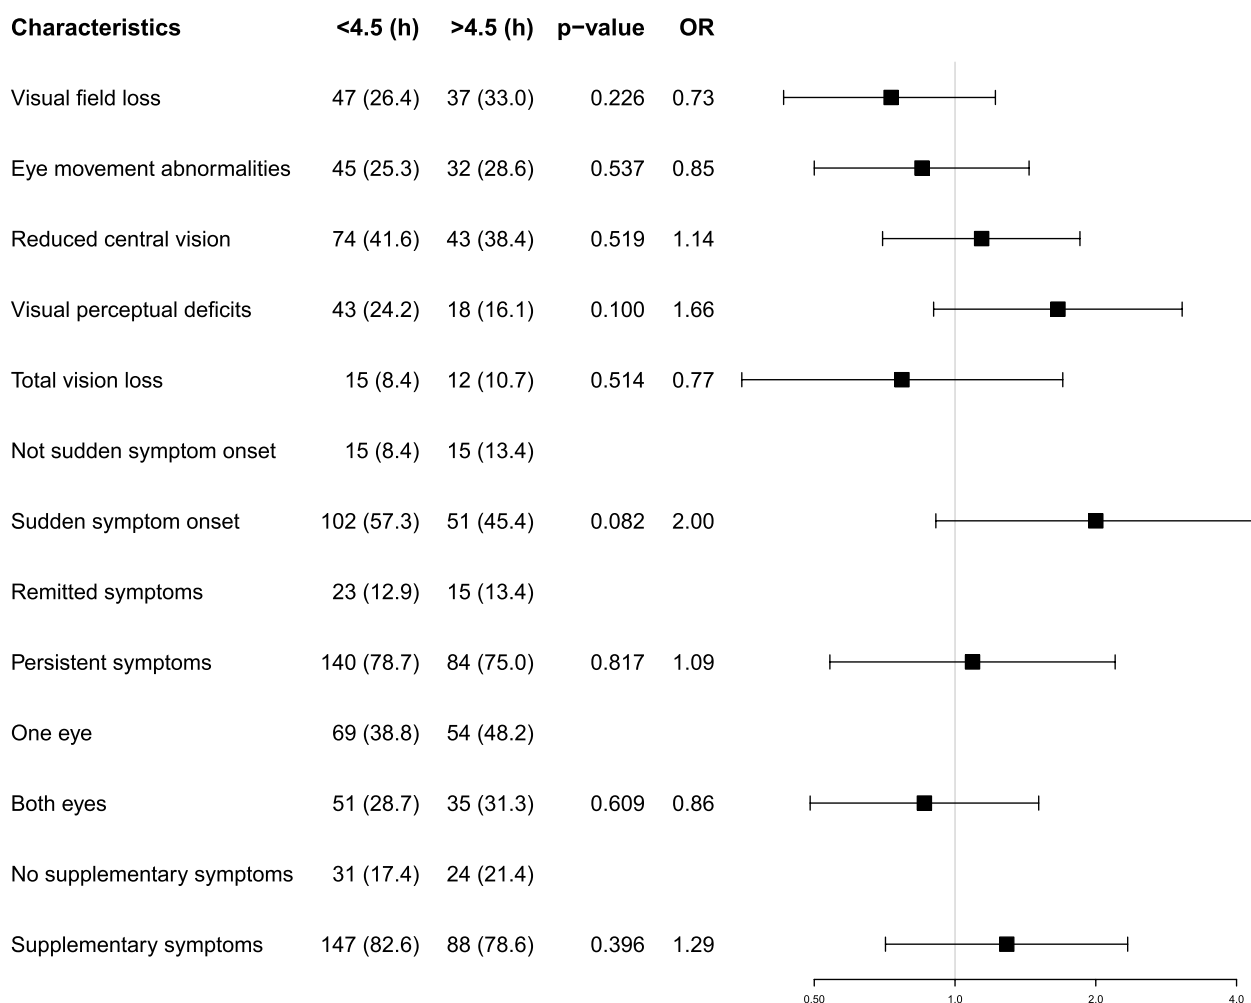 Characteristics <4.5 (h) >4.5 (h) p−value OR
Visual field loss 47 (26.4) 37 (33.0) 0.226 0.73
Eye movement abnormalities 45 (25.3) 32 (28.6) 0.537 0.85
Reduced central vision 74 (41.6) 43 (38.4) 0.519 1.14
Visual perceptual deficits 43 (24.2) 18 (16.1) 0.100 1.66
Total vision loss 15 (8.4) 12 (10.7) 0.514 0.77
Not sudden symptom onset 15 (8.4) 15 (13.4)
Sudden symptom onset 102 (57.3) 51 (45.4) 0.082 2.00
Remitted symptoms 23 (12.9) 15 (13.4)
Persistent symptoms 140 (78.7) 84 (75.0) 0.817 1.09
One eye 69 (38.8) 54 (48.2)
Both eyes 51 (28.7) 35 (31.3) 0.609 0.86
No supplementary symptoms 31 (17.4) 24 (21.4)
Supplementary symptoms 147 (82.6) 88 (78.6) 0.396 1.29
0.50 1.0 2.0 4.0